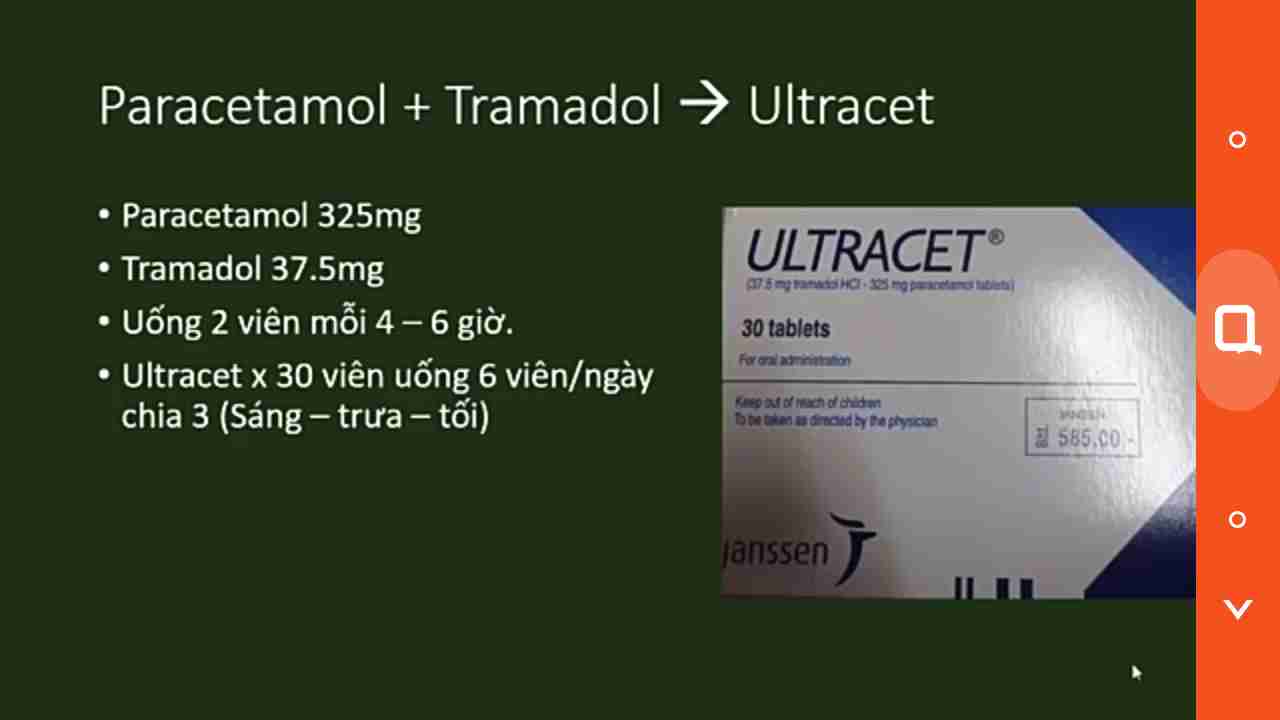 Paracetamol + Tramadol → Ultracet
• Paracetamol 325mg
• Tramadol 37.5mg
• Uống 2 viên mỗi 4 – 6 giờ.
• Ultracet x 30 viên uống 6 viên/ngày
chia 3 (Sáng – trưa – tối)
ULTRACET®
(37.5 mg tramadol HCl - 325 mg paracetamol tablets)
30 tablets
For oral administration
Keep out of reach of children
To be taken as directed by the physician
585.00
janssen